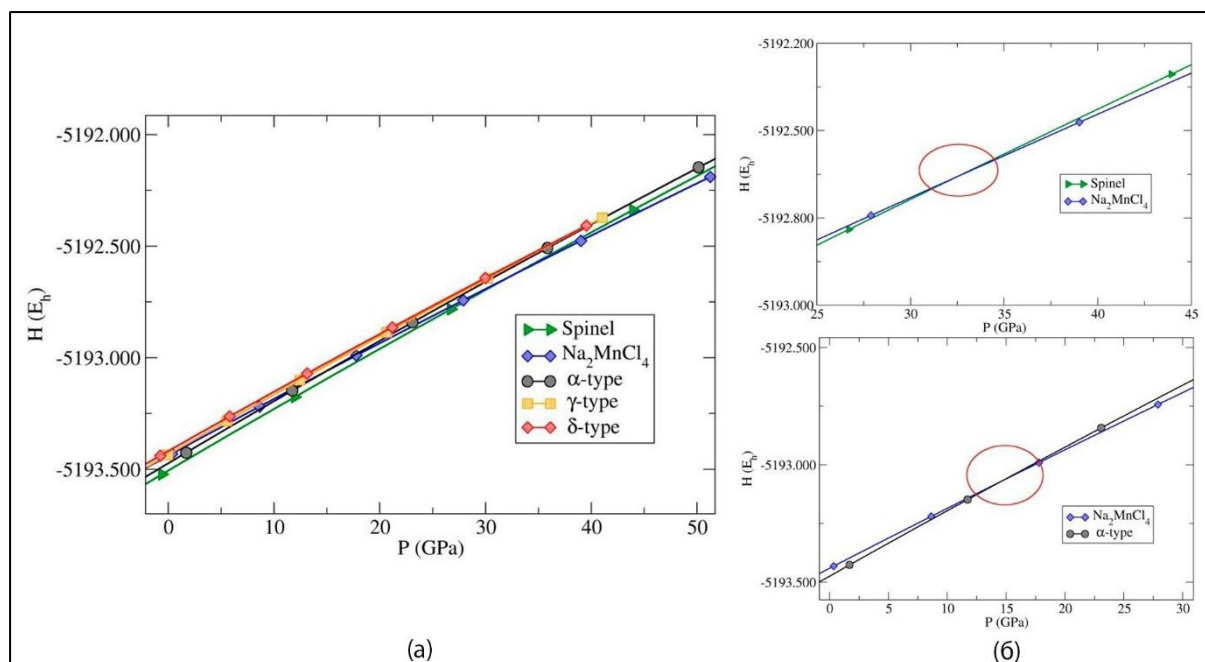 -5192.000
-5192.500
-5193.000
-5193.500
H (Eh)
0
10
20
30
40
50
P (GPa)
Spinel
Na2MnCl4
α-type
γ-type
δ-type
(а)
-5192.200
-5192.500
-5192.800
-5193.000
H (Eh)
25
30
35
40
45
P (GPa)
Spinel
Na2MnCl4
-5192.500
-5193.000
-5193.500
H (Eh)
0
5
10
15
20
25
30
P (GPa)
Na2MnCl4
α-type
(б)